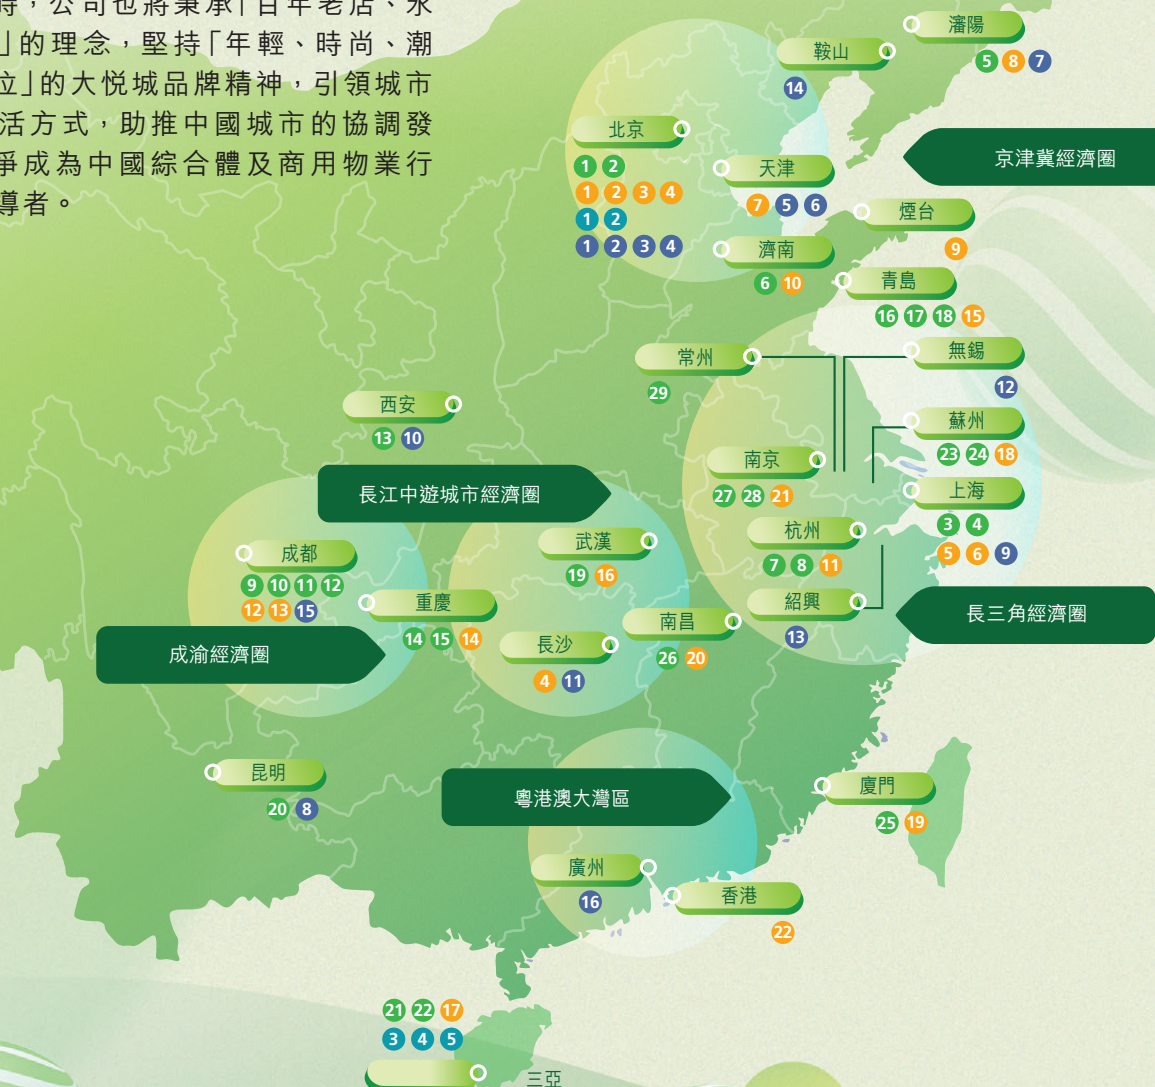 時，公司也將秉承「百年老店、永
」的理念，堅持「年輕、時尚、潮
位」的大悦城品牌精神，引領城市
活方式，助推中國城市的協調發
爭成為中國綜合體及商用物業行
導者。
瀋陽
5 8 7
鞍山
14
北京
1 2
1 2 3 4
1 2
1 2 3 4
天津
7 5 6
京津冀經濟圈
煙台
9
濟南
6 10
青島
16 17 18 15
常州
29
無錫
12
西安
13 10
蘇州
23 24 18
南京
27 28 21
長江中遊城市經濟圈
上海
3 4
5 6 9
杭州
7 8 11
武漢
19 16
成都
9 10 11 12
12 13 15
重慶
14 15 14
紹興
13
長三角經濟圈
南昌
26 20
長沙
4 11
成渝經濟圈
昆明
20 8
粵港澳大灣區
廈門
25 19
廣州
16
香港
22
21 22 17
3 4 5
三亞